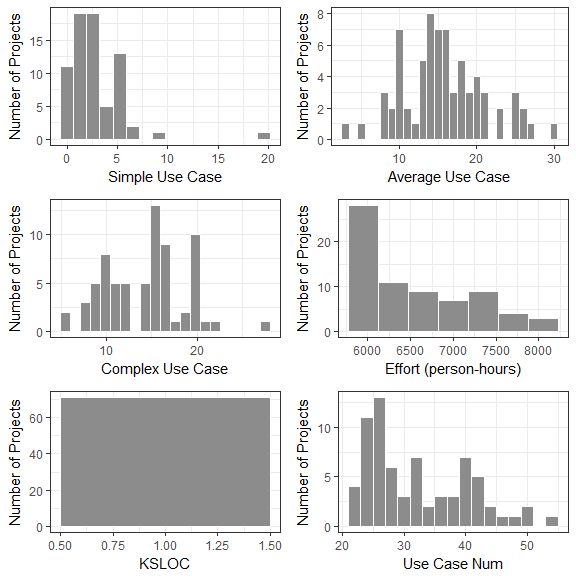 Number of Projects
15
10
5
0
0 5 10 15 20
Simple Use Case
Number of Projects
8
6
4
2
0
10 20 30
Average Use Case
Number of Projects
10
5
0
10 20
Complex Use Case
Number of Projects
20
10
0
6000 6500 7000 7500 8000
Effort (person-hours)
Number of Projects
60
40
20
0
0.50 0.75 1.00 1.25 1.50
KSLOC
Number of Projects
10
5
0
20 30 40 50
Use Case Num